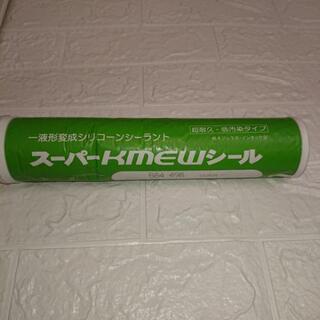 一液形変成シリコーンシーラント
超耐久・低汚染タイプ
スーパーKMEWシール